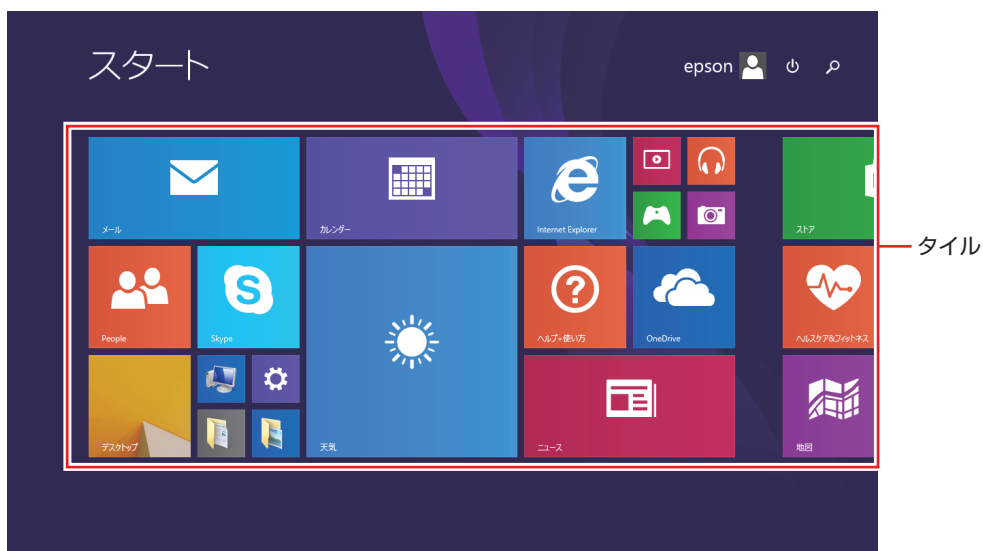 スタート
epson
メール
カレンダー
Internet Explorer
ストア
タイル
People
Skype
ヘルプ+使い方
OneDrive
ヘルスケア&フィットネス
デスクトップ
天気
ニュース
地図